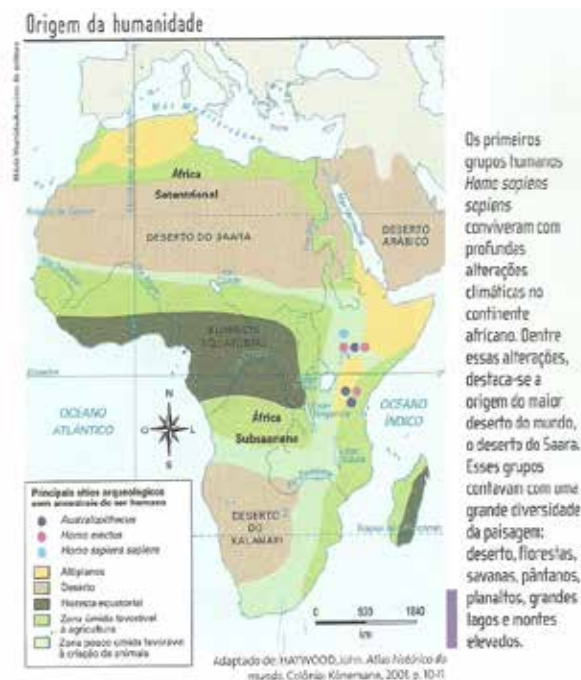 Origem da humanidade
Mar Mediterrâneo
África
Setentrional
DESERTO DO SAARA
DESERTO
ARÁBICO
FLORESTA
EQUATORIAL
Equador
OCEANO
ATLÂNTICO
N
O
L
S
África
Subsaariana
OCEANO
ÍNDICO
DESERTO
DO
KALAHARI
Principais sítios arqueológicos
com ancestrais do ser humano
Australopithecus
Homo erectus
Homo sapiens sapiens
Altiplanos
Deserto
Floresta equatorial
Zona úmida favorável
à agricultura
Zona pouco úmida favorável
à criação de animais
0 920 1840
km
Adaptado de: HAYWOOD, John. Atlas histórico do
mundo. Colônia: Könemann, 2001. p. 10-11
Os primeiros
grupos humanos
Homo sapiens
sapiens
conviveram com
profundas
alterações
climáticas no
continente
africano. Dentre
essas alterações,
destaca-se a
origem do maior
deserto do mundo,
o deserto do Saara.
Esses grupos
contavam com uma
grande diversidade
da paisagem:
deserto, florestas,
savanas, pântanos,
planaltos, grandes
lagos e montes
elevados.